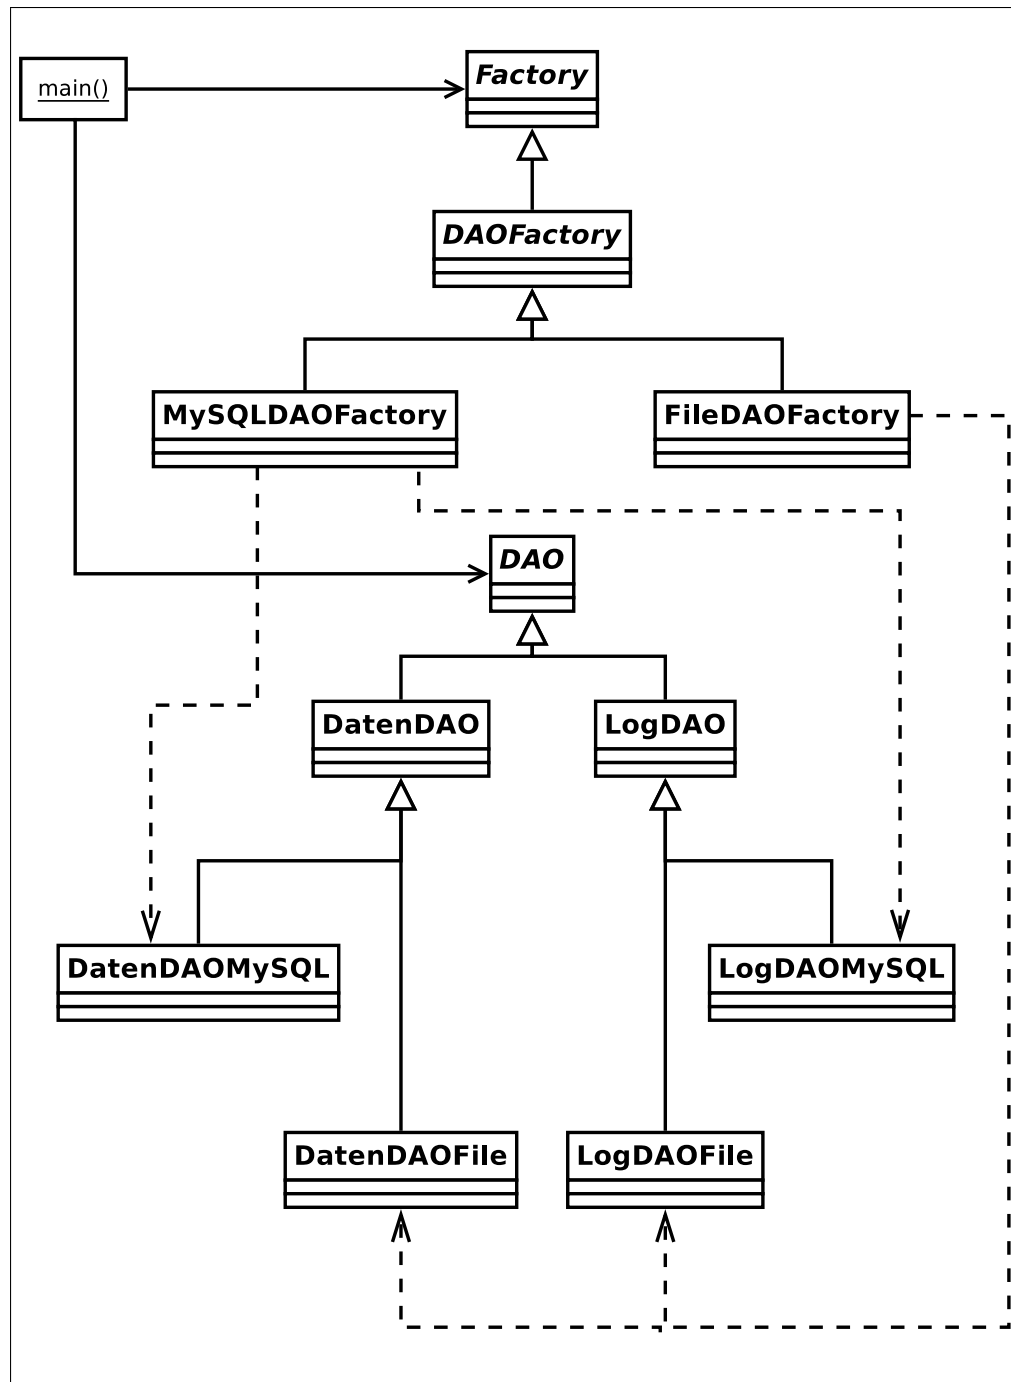 main()
Factory
DAOFactory
MySQLDAOFactory
FileDAOFactory
DAO
DatenDAO
LogDAO
DatenDAOMySQL
LogDAOMySQL
DatenDAOFile
LogDAOFile